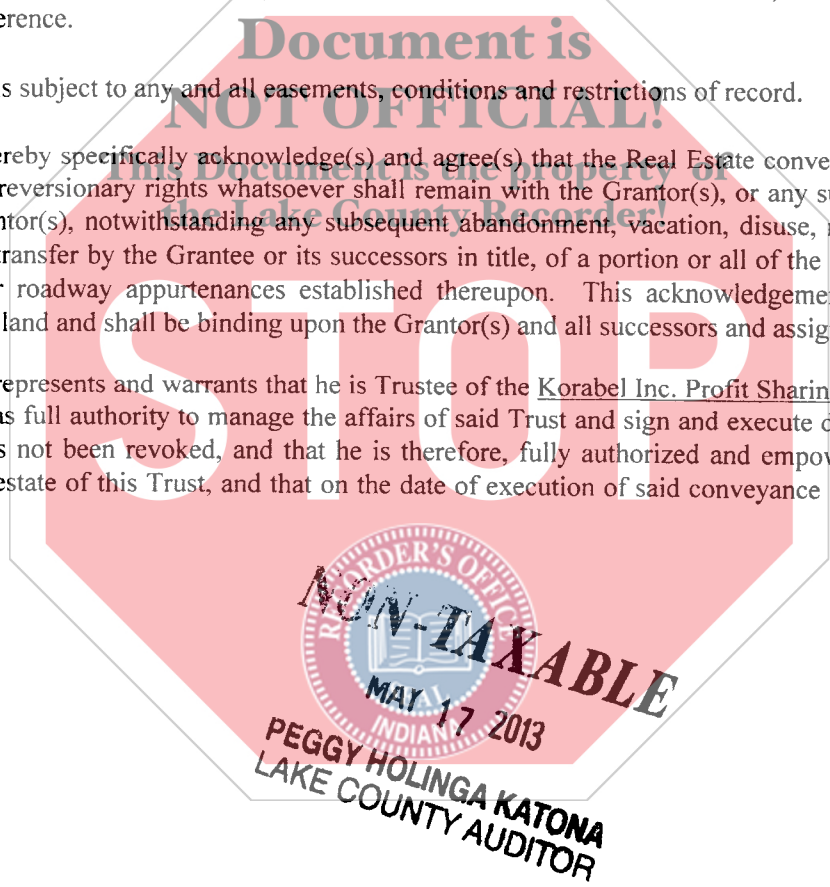 erence.
Document is
s subject to any and all easements, conditions and restrictions of record.
NOT OFFICIAL!
ereby specifically acknowledge(s) and agree(s) that the Real Estate conve
This Document is the property of
reversionary rights whatsoever shall remain with the Grantor(s), or any su
the Lake County Recorder!
ntor(s), notwithstanding any subsequent abandonment, vacation, disuse,
transfer by the Grantee or its successors in title, of a portion or all of the
r roadway appurtenances established thereupon. This acknowledgeme
land and shall be binding upon the Grantor(s) and all successors and assig
STOP
represents and warrants that he is Trustee of the Korabel Inc. Profit Sharin
as full authority to manage the affairs of said Trust and sign and execute d
s not been revoked, and that he is therefore, fully authorized and empow
estate of this Trust, and that on the date of execution of said conveyance
RECORDER'S OFFICE
NON-TAXABLE
SEAL
MAY 17 2013
INDIANA
PEGGY HOLINGA KATONA
LAKE COUNTY AUDITOR